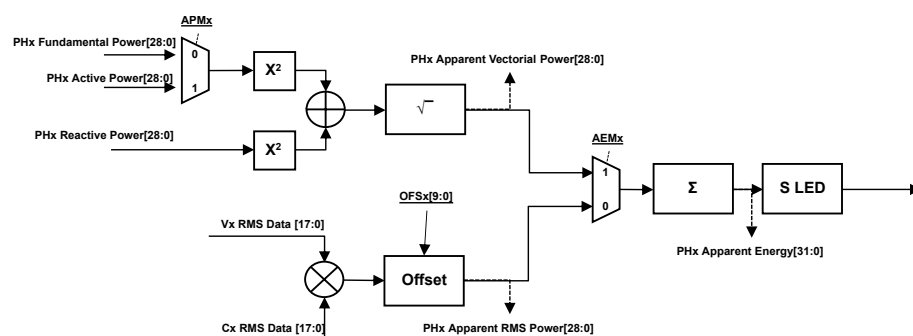 APMx
PHx Fundamental Power[28:0]
0
PHx Active Power[28:0]
1
X²
PHx Apparent Vectorial Power[28:0]
√‾
PHx Reactive Power[28:0]
X²
AEMx
1
0
Σ
S LED
OFSx[9:0]
Vx RMS Data [17:0]
PHx Apparent Energy[31:0]
Offset
Cx RMS Data [17:0]
PHx Apparent RMS Power[28:0]